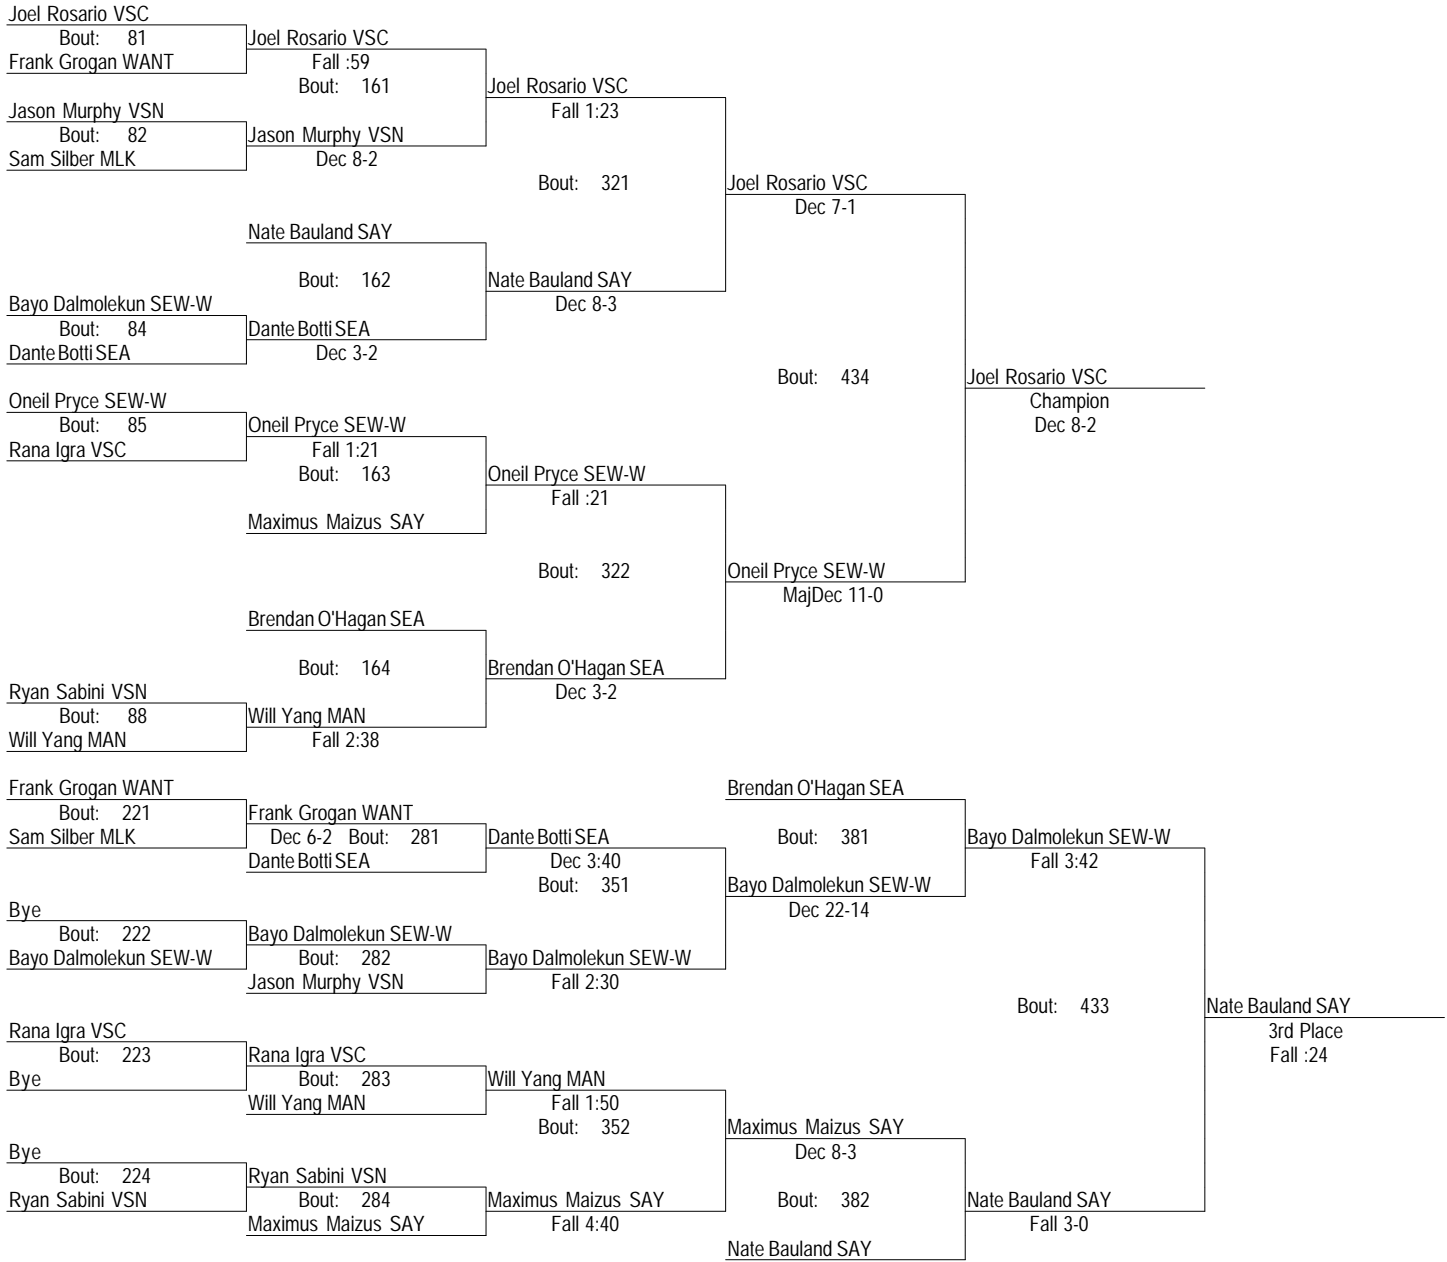 Joel Rosario VSC
Bout: 81
Joel Rosario VSC
Frank Grogan WANT
Fall :59
Bout: 161
Joel Rosario VSC
Jason Murphy VSN
Fall 1:23
Bout: 82
Jason Murphy VSN
Sam Silber MLK
Dec 8-2
Bout: 321
Joel Rosario VSC
Dec 7-1
Nate Bauland SAY
Bout: 162
Nate Bauland SAY
Bayo Dalmolekun SEW-W
Dec 8-3
Bout: 84
Dante Botti SEA
Dante Botti SEA
Dec 3-2
Bout: 434
Joel Rosario VSC
Oneil Pryce SEW-W
Champion
Bout: 85
Oneil Pryce SEW-W
Dec 8-2
Rana Igra VSC
Fall 1:21
Bout: 163
Oneil Pryce SEW-W
Fall :21
Maximus Maizus SAY
Bout: 322
Oneil Pryce SEW-W
MajDec 11-0
Brendan O'Hagan SEA
Bout: 164
Brendan O'Hagan SEA
Ryan Sabini VSN
Dec 3-2
Bout: 88
Will Yang MAN
Will Yang MAN
Fall 2:38
Frank Grogan WANT
Brendan O'Hagan SEA
Bout: 221
Frank Grogan WANT
Sam Silber MLK
Dec 6-2 Bout: 281
Dante Botti SEA
Bout: 381
Bayo Dalmolekun SEW-W
Dante Botti SEA
Dec 3:40
Fall 3:42
Bout: 351
Bayo Dalmolekun SEW-W
Bye
Dec 22-14
Bout: 222
Bayo Dalmolekun SEW-W
Bayo Dalmolekun SEW-W
Bout: 282
Bayo Dalmolekun SEW-W
Jason Murphy VSN
Fall 2:30
Bout: 433
Nate Bauland SAY
Rana Igra VSC
3rd Place
Bout: 223
Rana Igra VSC
Fall :24
Bye
Bout: 283
Will Yang MAN
Will Yang MAN
Fall 1:50
Bout: 352
Maximus Maizus SAY
Bye
Dec 8-3
Bout: 224
Ryan Sabini VSN
Ryan Sabini VSN
Bout: 284
Maximus Maizus SAY
Bout: 382
Nate Bauland SAY
Maximus Maizus SAY
Fall 4:40
Fall 3-0
Nate Bauland SAY